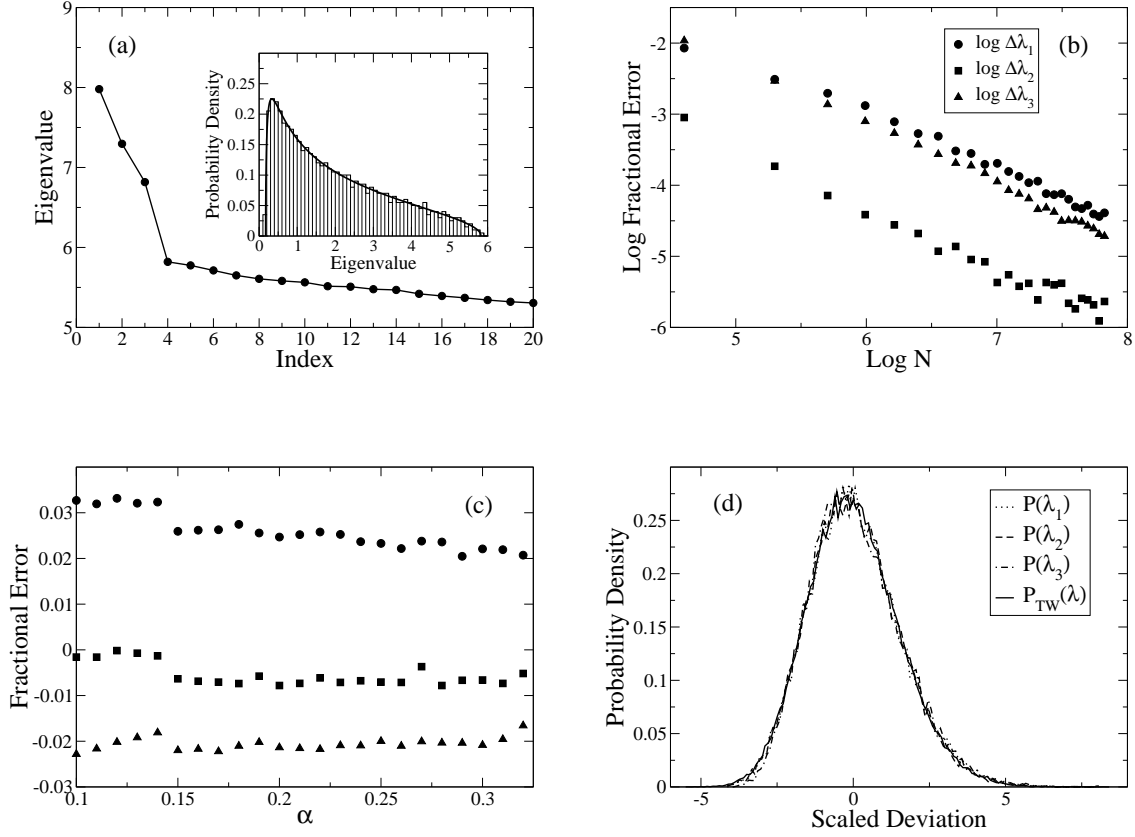 (a)
9
8
7
6
5
Eigenvalue
0 2 4 6 8 10 12 14 16 18 20
Index
0.25
0.2
0.15
0.1
0.05
0
Probability Density
0 1 2 3 4 5 6
Eigenvalue
(b)
-2
-3
-4
-5
-6
Log Fractional Error
5 6 7 8
Log N
log Δλ₁
log Δλ₂
log Δλ₃
(c)
0.03
0.02
0.01
0
-0.01
-0.02
-0.03
Fractional Error
0.1 0.15 0.2 0.25 0.3
α
(d)
0.25
0.2
0.15
0.1
0.05
0
Probability Density
-5 0 5
Scaled Deviation
P(λ₁)
P(λ₂)
P(λ₃)
P_TW(λ)